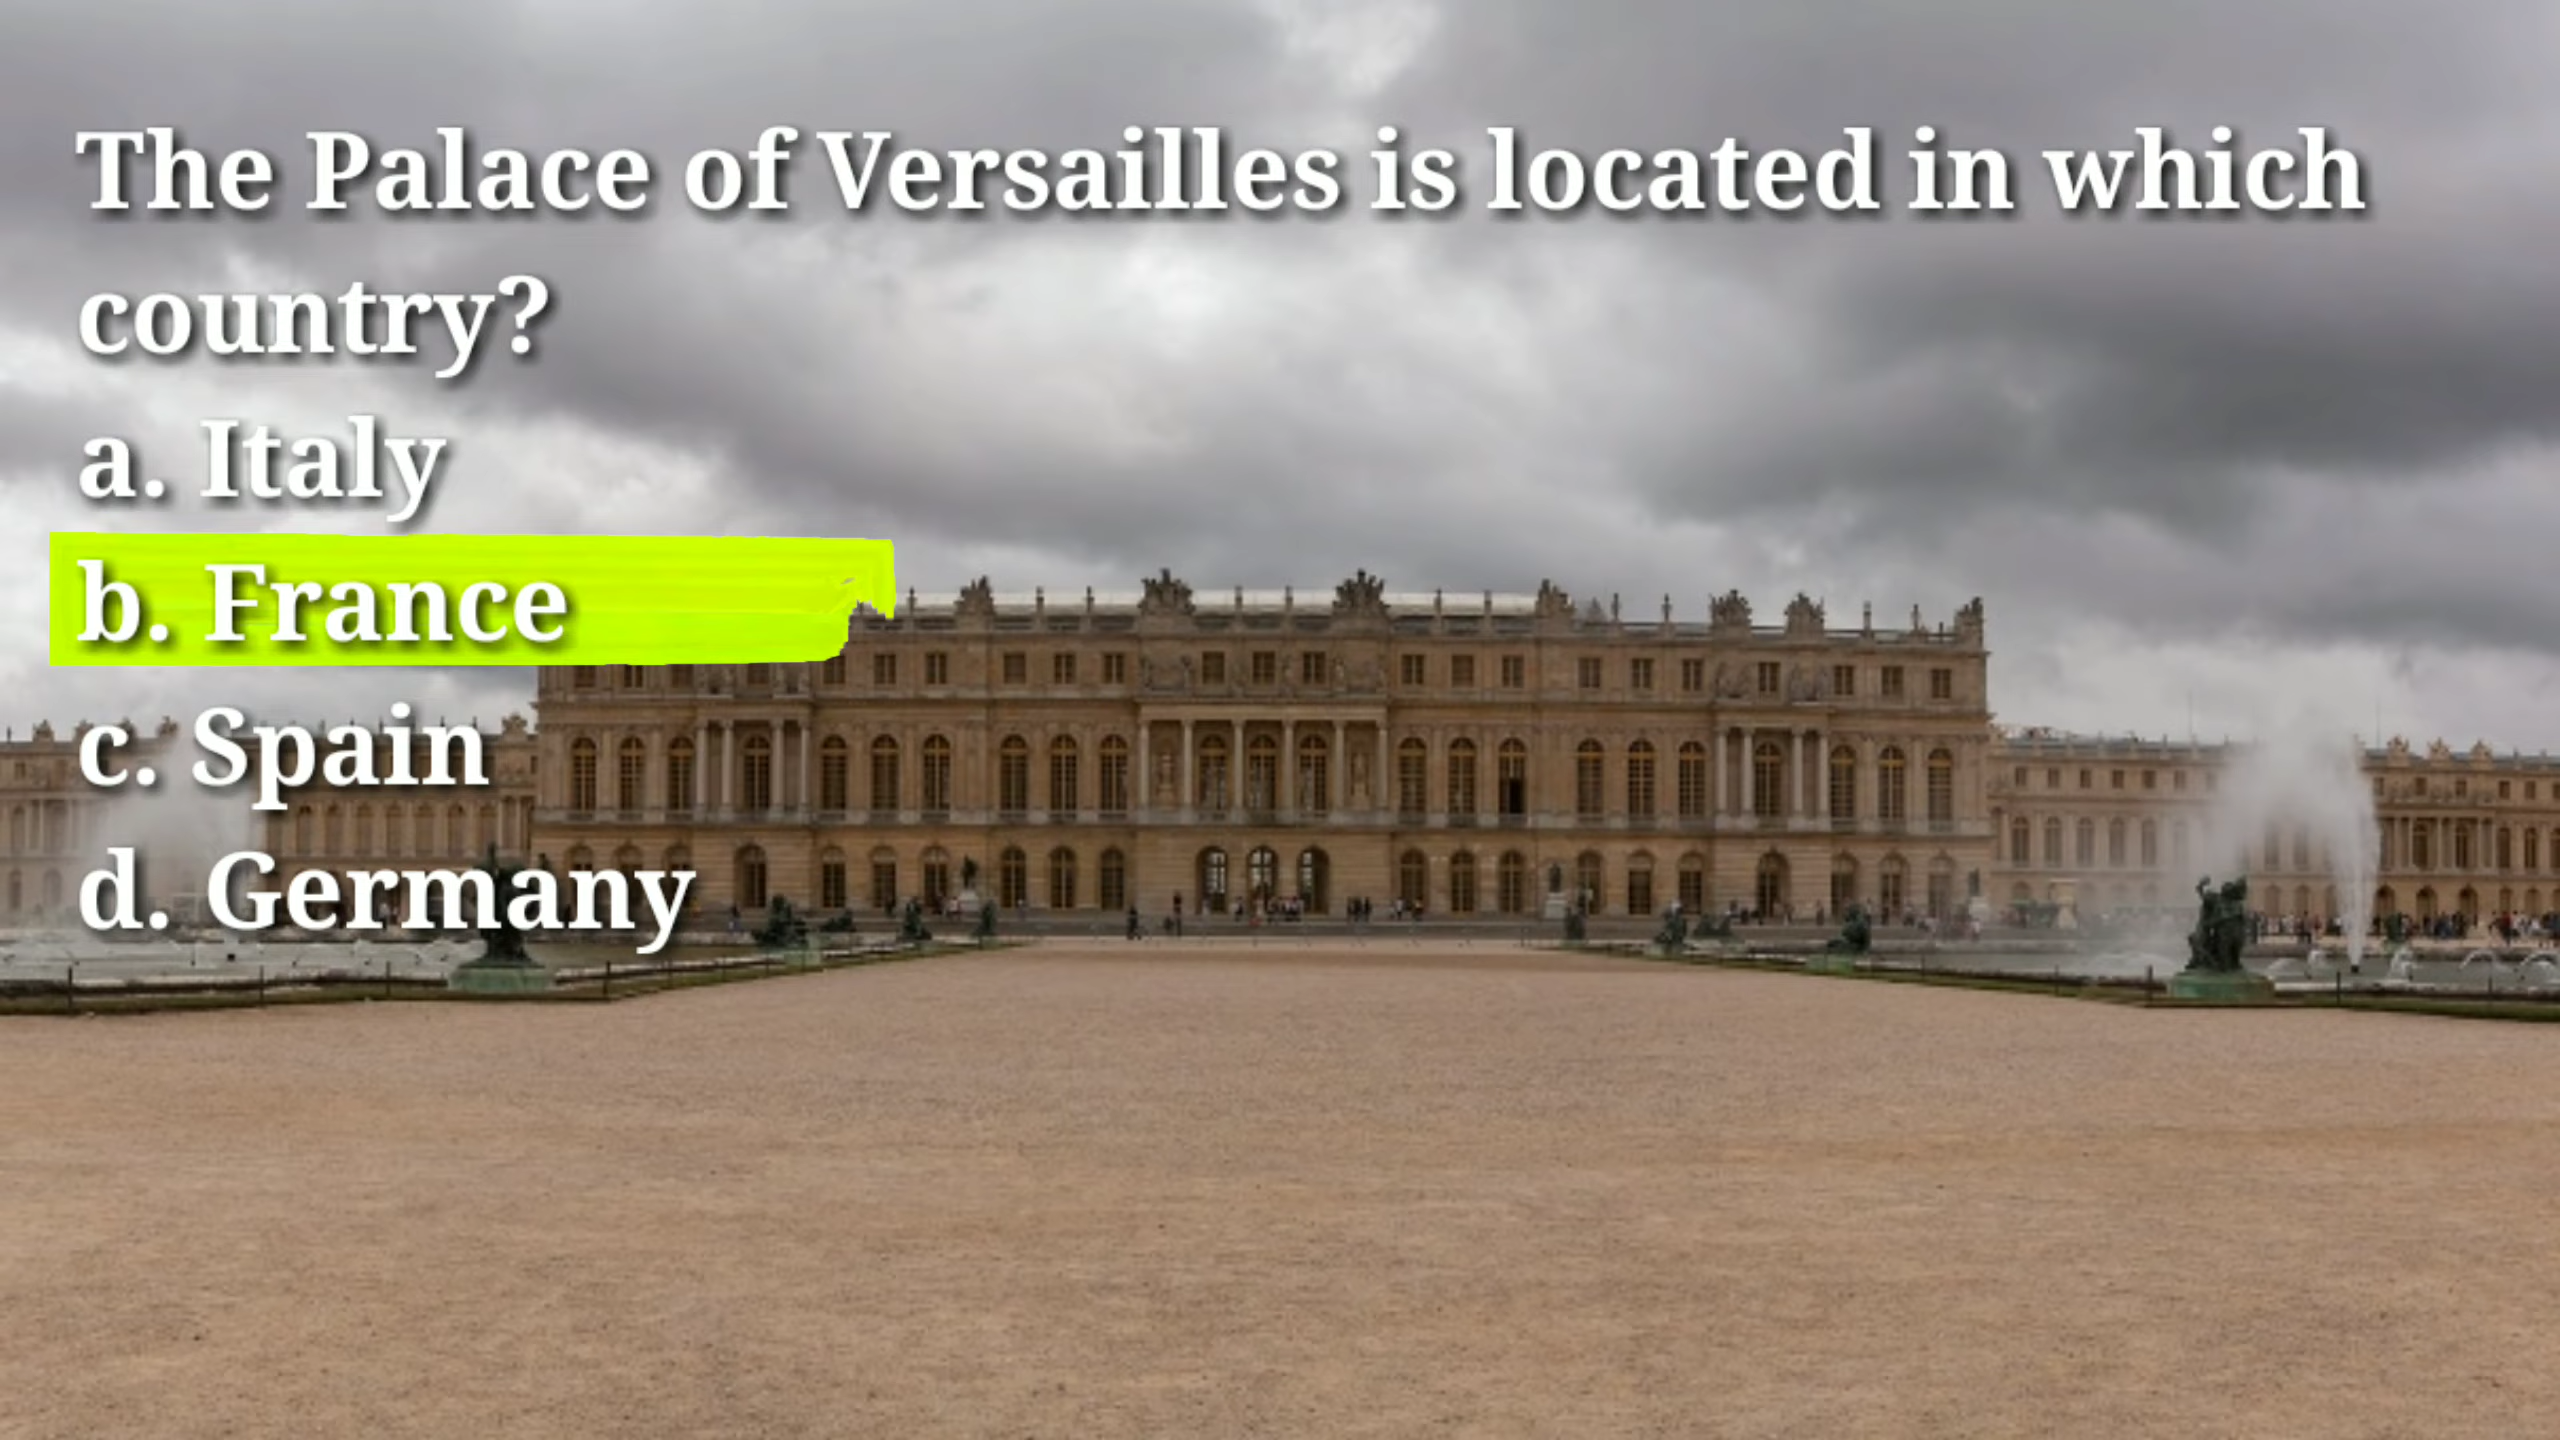 The Palace of Versailles is located in which
country?
a. Italy
b. France
c. Spain
d. Germany